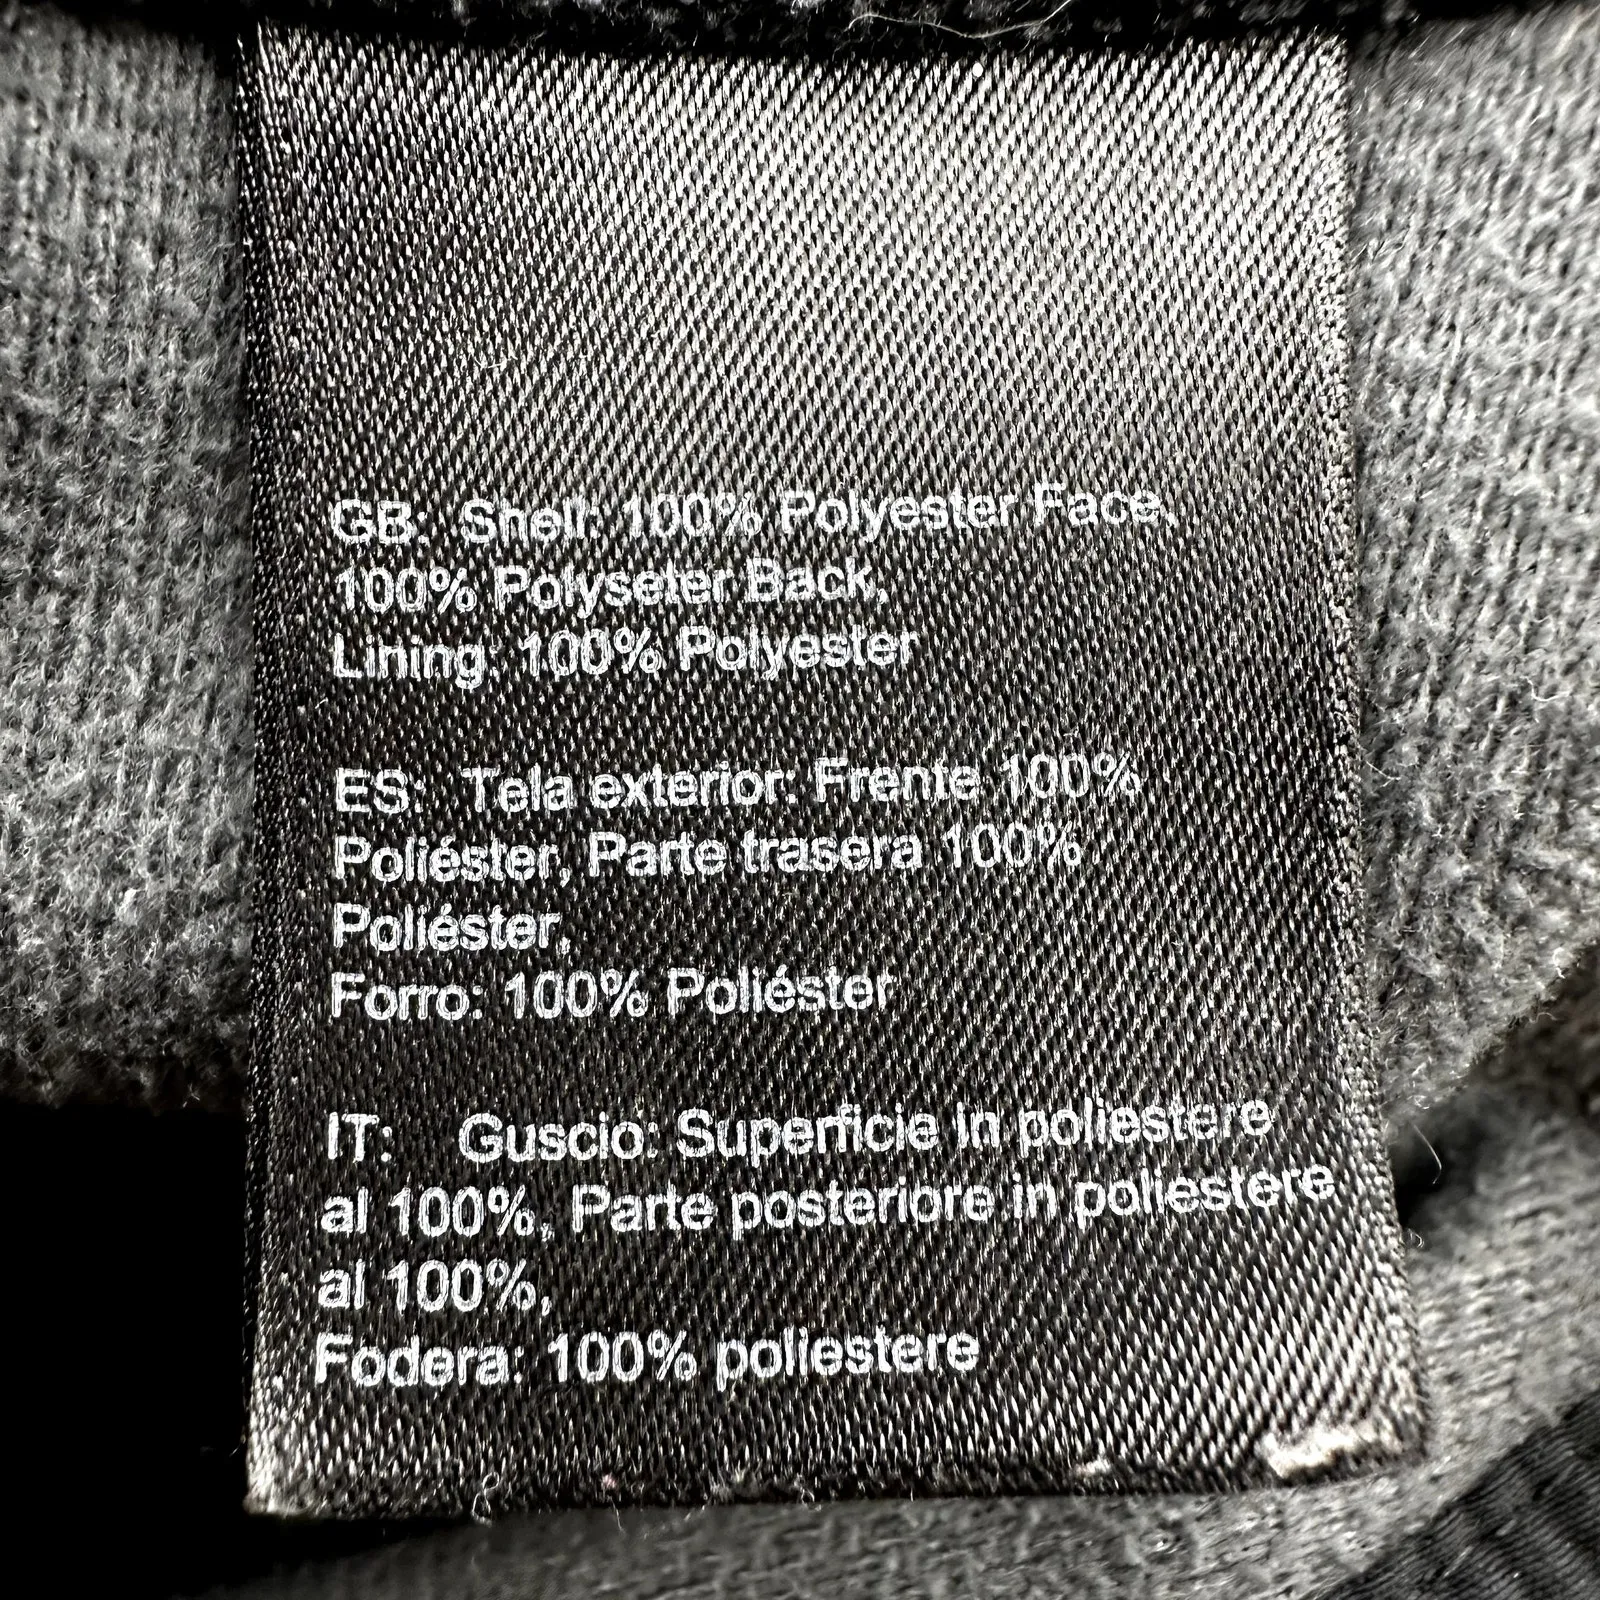 GB: Shell: 100% Polyester Face,
100% Polyseter Back,
Lining: 100% Polyester
ES: Tela exterior: Frente 100%
Poliéster, Parte trasera 100%
Poliéster,
Forro: 100% Poliéster
IT: Guscio: Superficie in poliestere
al 100%, Parte posteriore in poliestere
al 100%,
Fodera: 100% poliestere